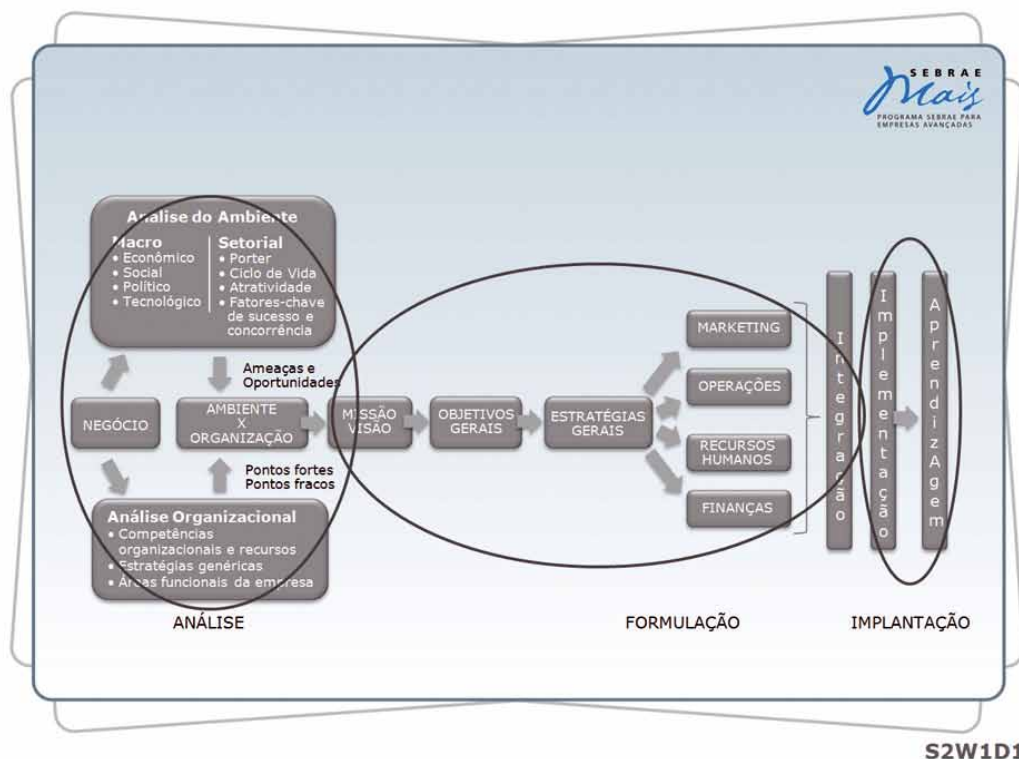 SEBRAE
Mais
PROGRAMA SEBRAE PARA
EMPRESAS AVANÇADAS
Análise do Ambiente
Macro
• Econômico
• Social
• Político
• Tecnológico
Setorial
• Porter
• Ciclo de Vida
• Atratividade
• Fatores-chave
de sucesso e
concorrência
Ameaças e
Oportunidades
NEGÓCIO
AMBIENTE
X
ORGANIZAÇÃO
MISSÃO
VISÃO
OBJETIVOS
GERAIS
ESTRATÉGIAS
GERAIS
MARKETING
OPERAÇÕES
RECURSOS
HUMANOS
FINANÇAS
Integração
Implementação
AprendizAgem
Pontos fortes
Pontos fracos
Análise Organizacional
• Competências
organizacionais e recursos
• Estratégias genéricas
• Áreas funcionais da empresa
ANÁLISE
FORMULAÇÃO
IMPLANTAÇÃO
S2W1D1